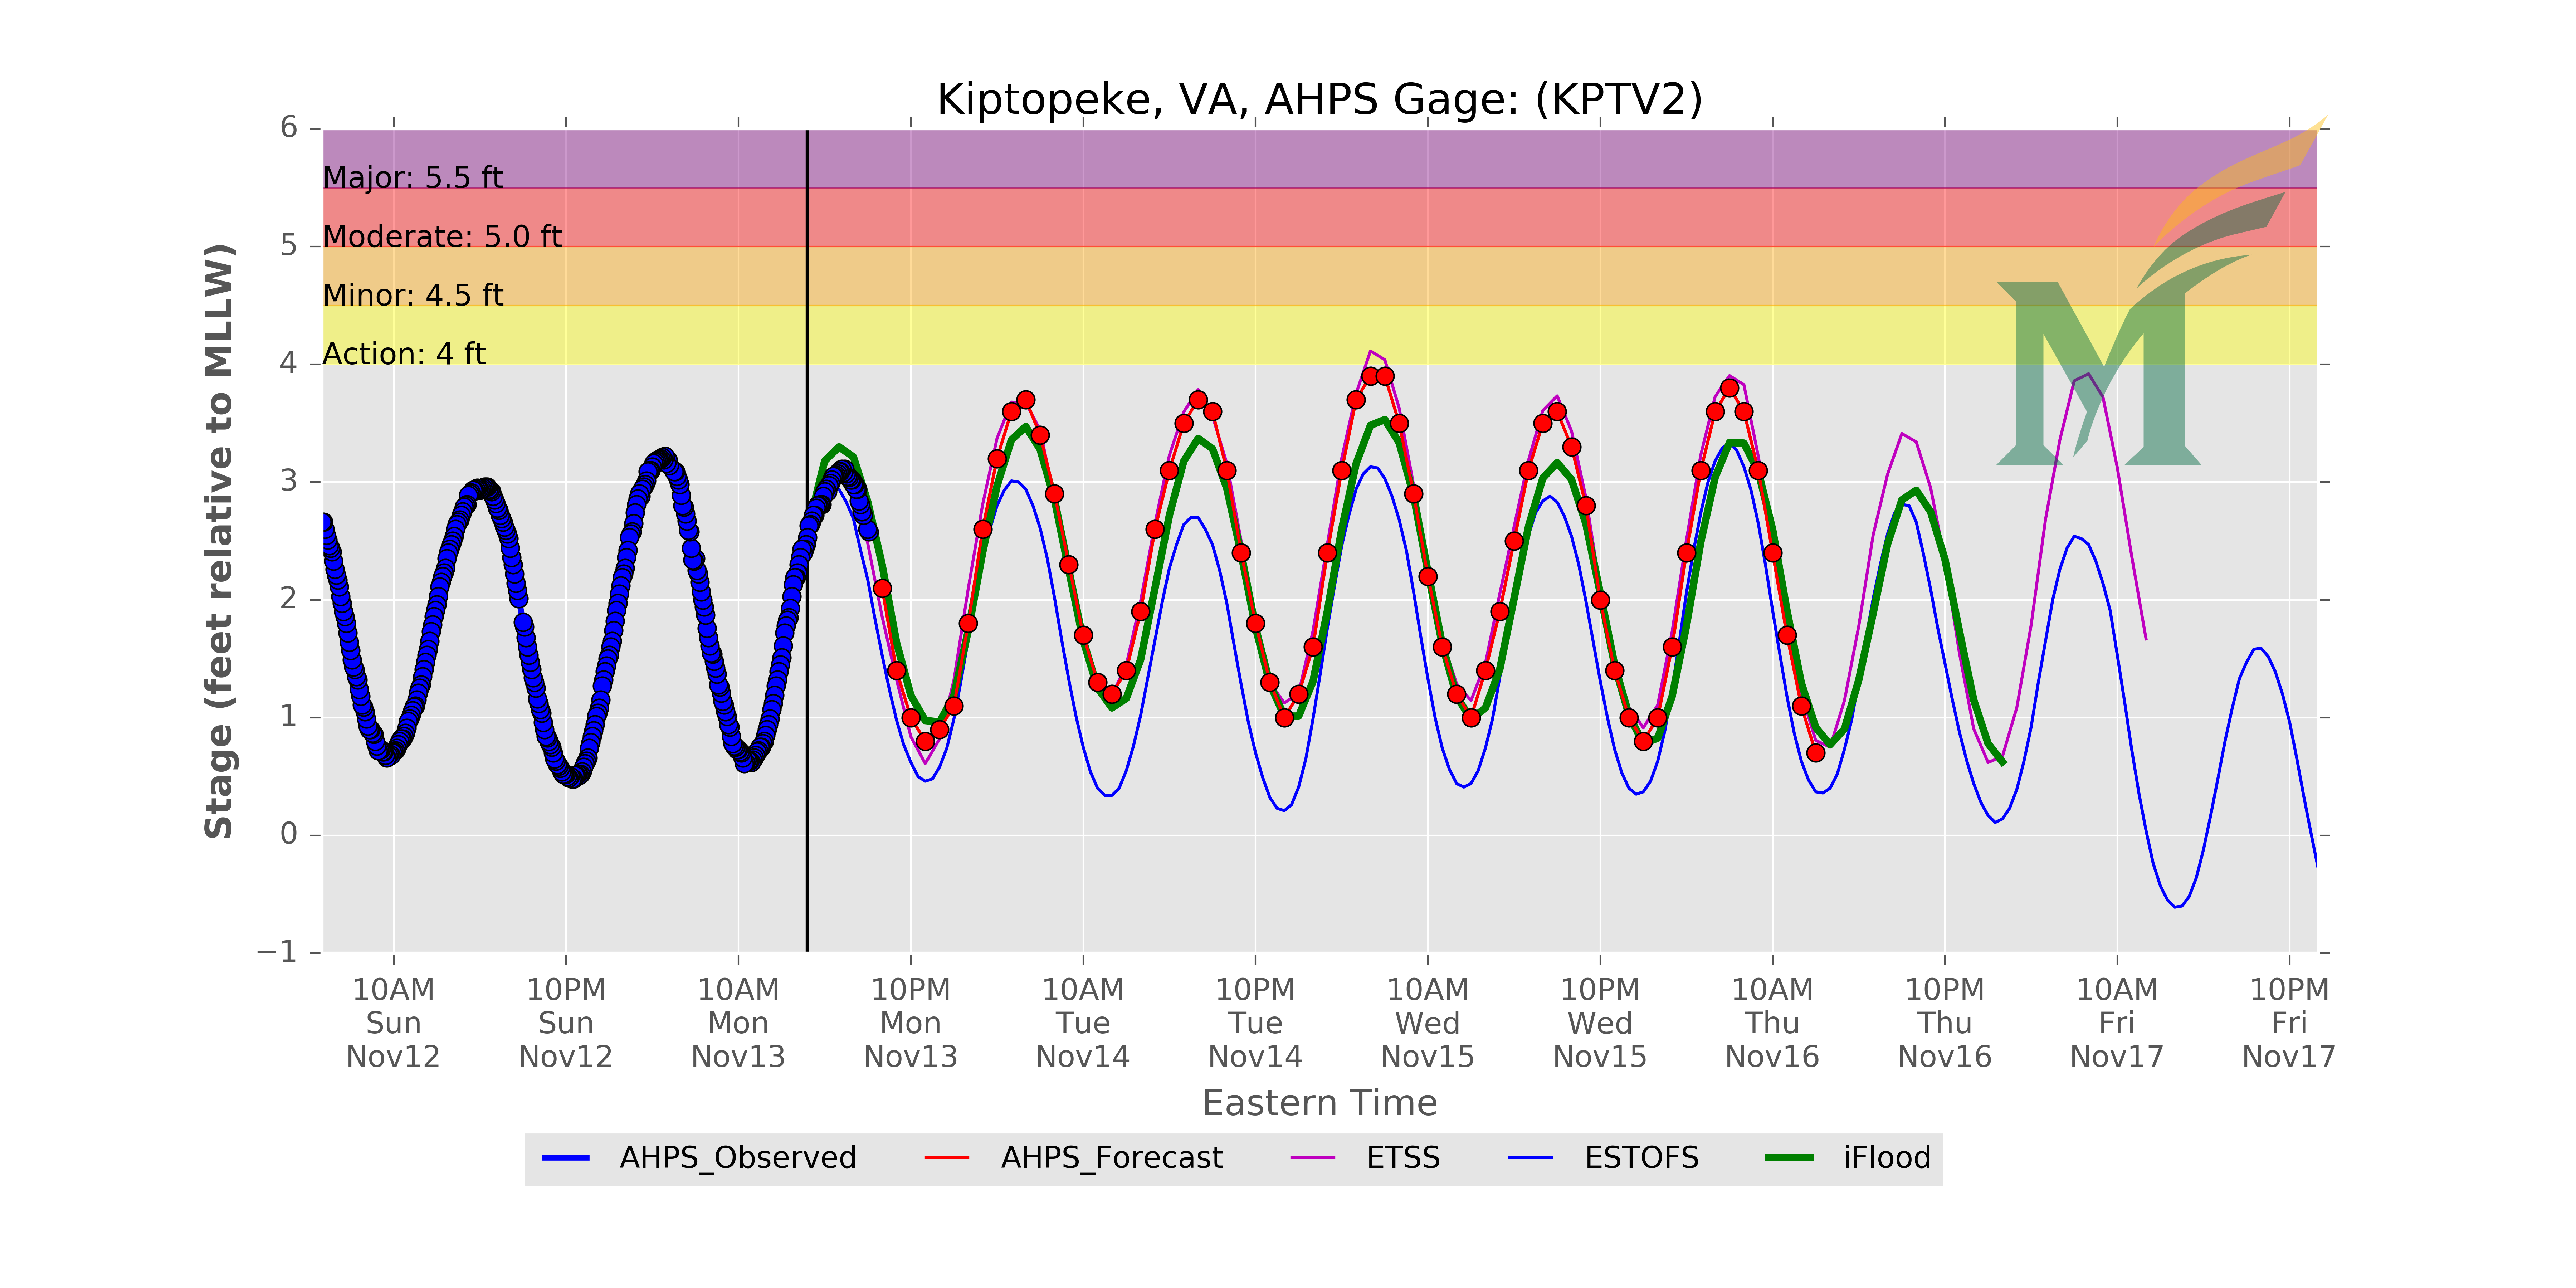 Kiptopeke, VA, AHPS Gage: (KPTV2)
Stage (feet relative to MLLW)
6
5
4
3
2
1
0
−1
Major: 5.5 ft
Moderate: 5.0 ft
Minor: 4.5 ft
Action: 4 ft
M
10AM 10PM 10AM 10PM 10AM 10PM 10AM 10PM 10AM 10PM 10AM 10PM
Sun Sun Mon Mon Tue Tue Wed Wed Thu Thu Fri Fri
Nov12 Nov12 Nov13 Nov13 Nov14 Nov14 Nov15 Nov15 Nov16 Nov16 Nov17 Nov17
Eastern Time
AHPS_Observed AHPS_Forecast ETSS ESTOFS iFlood